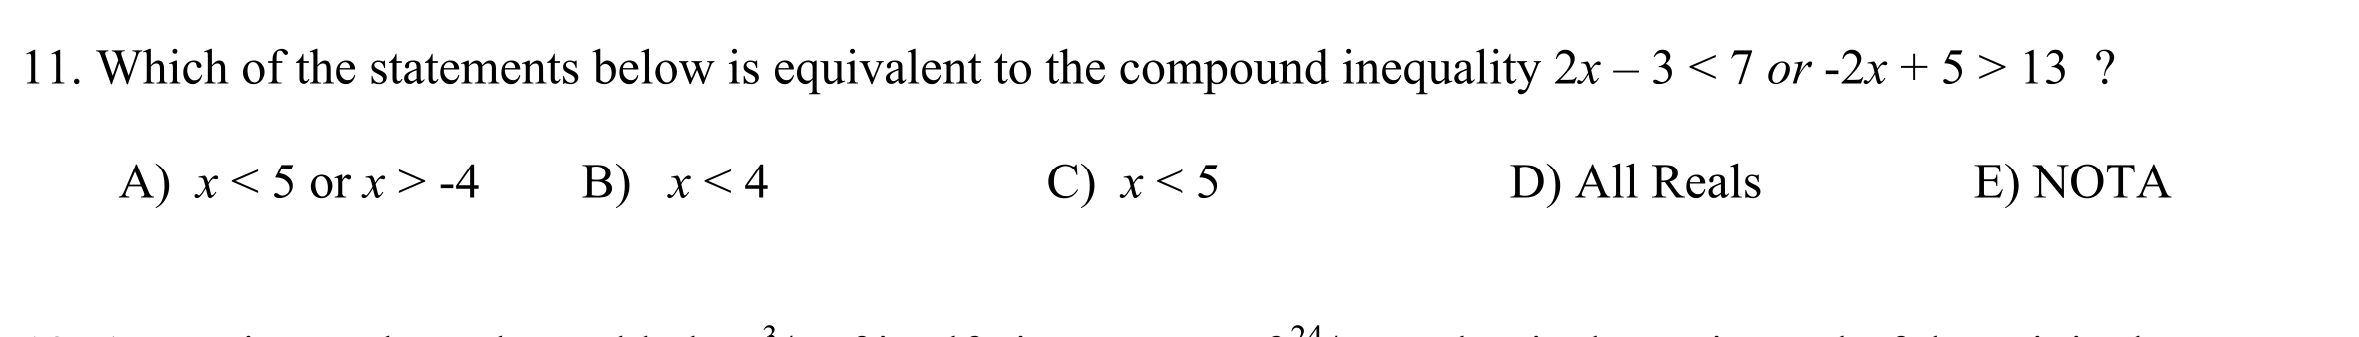 11. Which of the statements below is equivalent to the compound inequality 2x – 3 < 7 or -2x + 5 > 13 ?
A) x < 5 or x > -4 B) x < 4 C) x < 5 D) All Reals E) NOTA